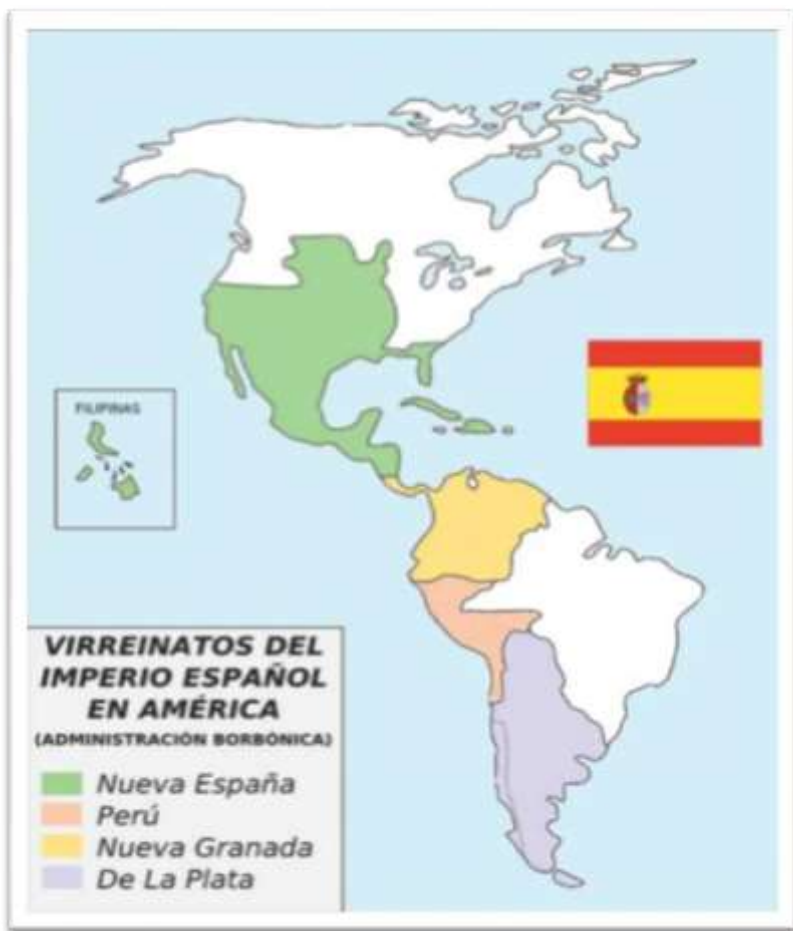 FILIPINAS
VIRREINATOS DEL
IMPERIO ESPAÑOL
EN AMÉRICA
(ADMINISTRACIÓN BORBÓNICA)
Nueva España
Perú
Nueva Granada
De La Plata